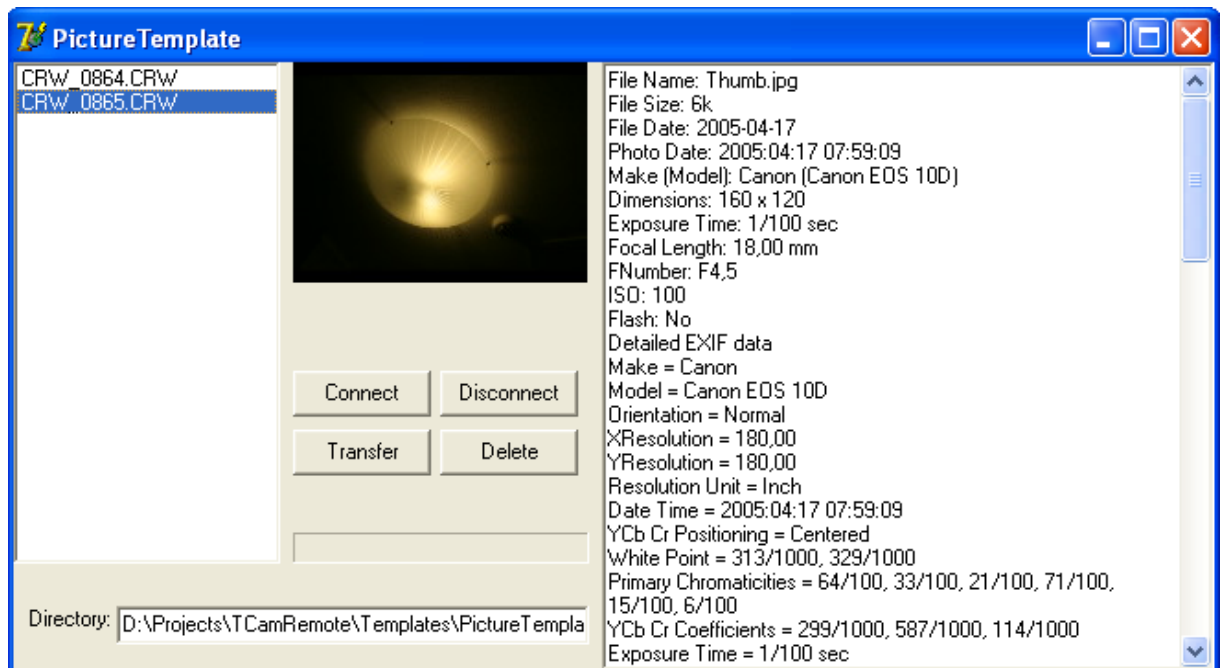 PictureTemplate
CRW_0864.CRW
CRW_0865.CRW
Connect
Disconnect
Transfer
Delete
Directory:
D:\Projects\TCamRemote\Templates\PictureTempla
File Name: Thumb.jpg
File Size: 6k
File Date: 2005-04-17
Photo Date: 2005:04:17 07:59:09
Make (Model): Canon (Canon EOS 10D)
Dimensions: 160 x 120
Exposure Time: 1/100 sec
Focal Length: 18,00 mm
FNumber: F4,5
ISO: 100
Flash: No
Detailed EXIF data
Make = Canon
Model = Canon EOS 10D
Orientation = Normal
XResolution = 180,00
YResolution = 180,00
Resolution Unit = Inch
Date Time = 2005:04:17 07:59:09
YCb Cr Positioning = Centered
White Point = 313/1000, 329/1000
Primary Chromaticities = 64/100, 33/100, 21/100, 71/100,
15/100, 6/100
YCb Cr Coefficients = 299/1000, 587/1000, 114/1000
Exposure Time = 1/100 sec